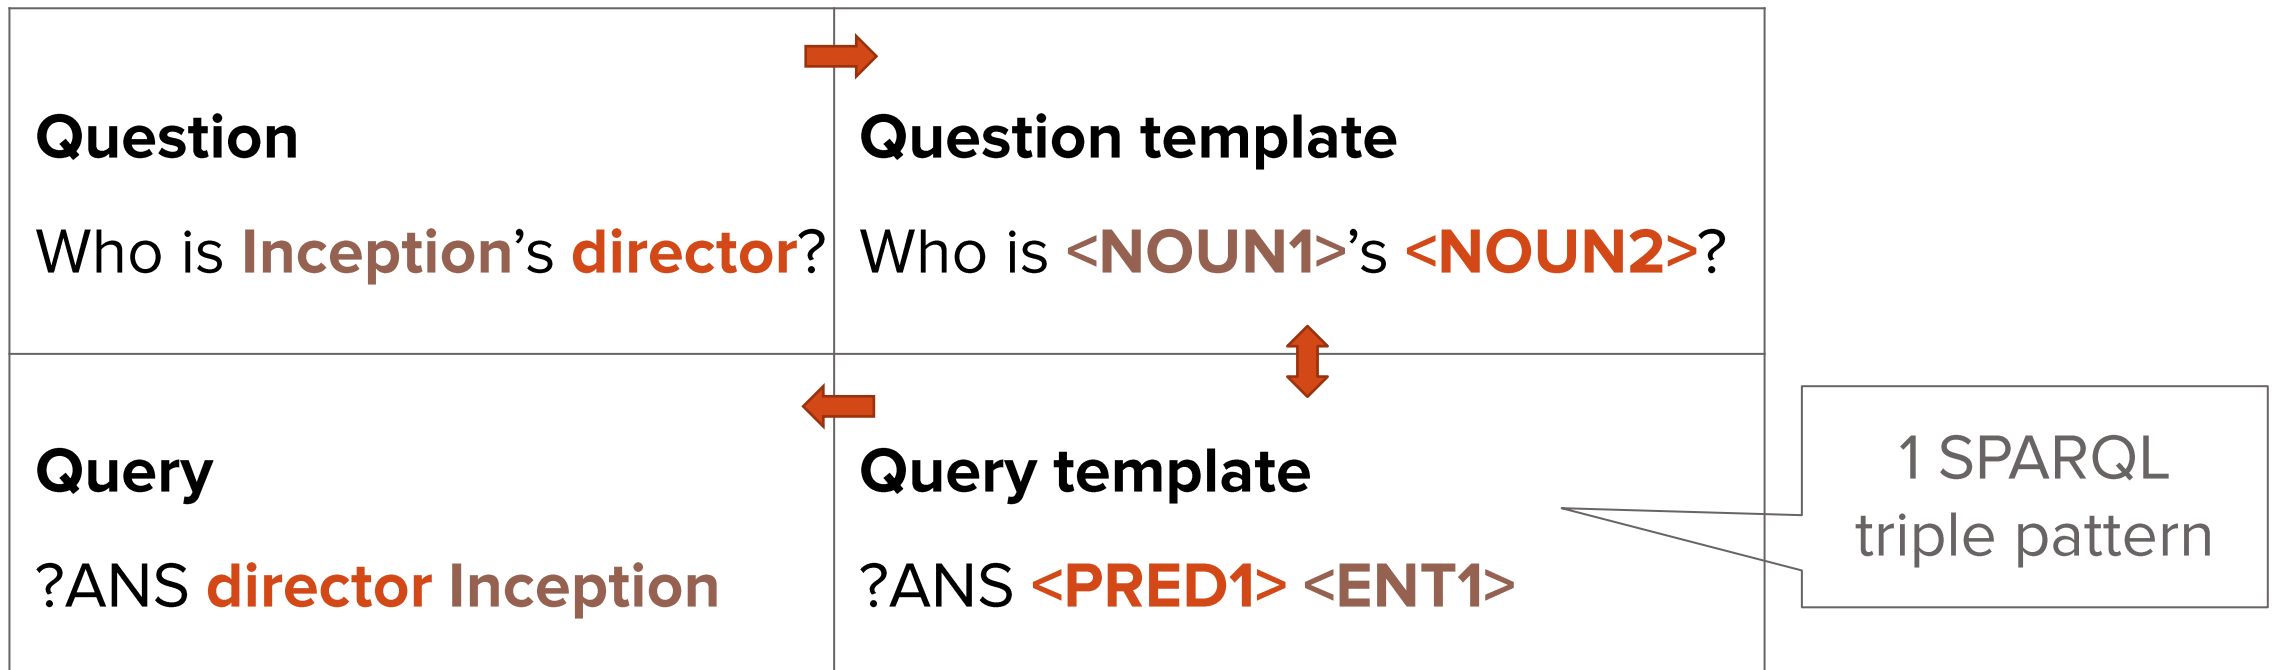 Question
Who is Inception’s director?
Question template
Who is <NOUN1>’s <NOUN2>?
Query
?ANS director Inception
Query template
?ANS <PRED1> <ENT1>
1 SPARQL
triple pattern